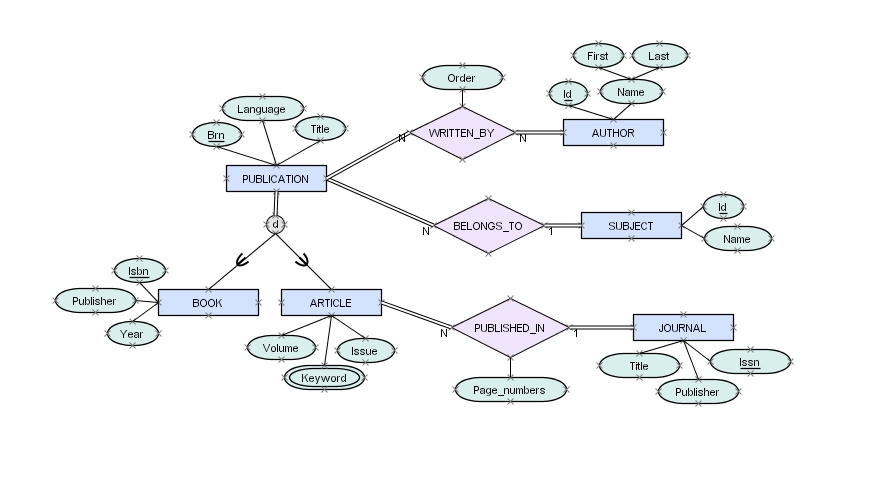 First
Last
Order
Id
Name
Language
Brn
Title
WRITTEN_BY
AUTHOR
N
N
PUBLICATION
Id
SUBJECT
BELONGS_TO
Name
N
1
d
Isbn
Publisher
BOOK
ARTICLE
Year
PUBLISHED_IN
JOURNAL
N
1
Volume
Issue
Keyword
Title
Issn
Page_numbers
Publisher